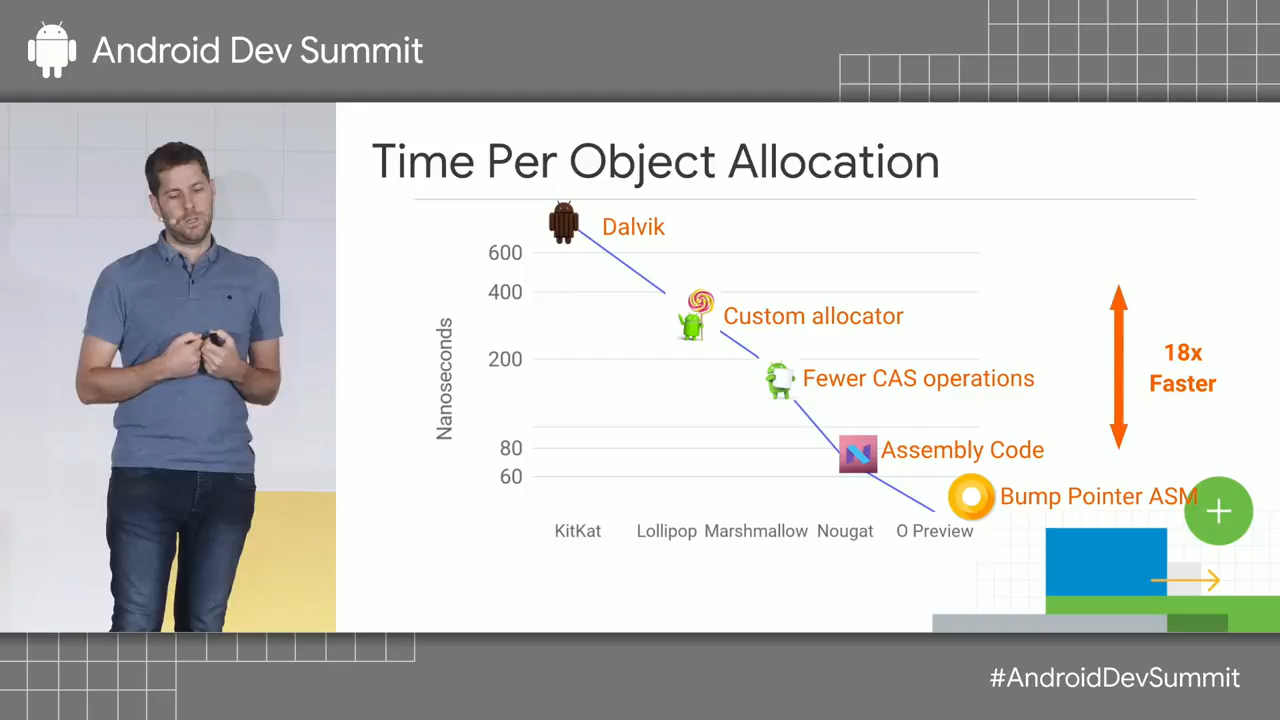 Android Dev Summit
Time Per Object Allocation
Dalvik
600
400
Custom allocator
18x
Faster
Nanoseconds
200
Fewer CAS operations
80
Assembly Code
60
Bump Pointer ASM
KitKat
Lollipop
Marshmallow
Nougat
O Preview
#AndroidDevSummit